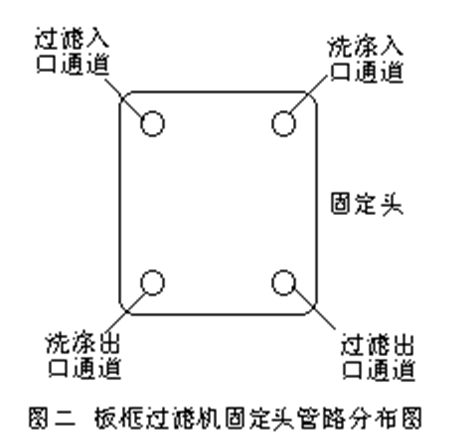 过滤入
口通道
洗涤入
口通道
固定头
洗涤出
口通道
过滤出
口通道
图二 板框过滤机固定头管路分布图